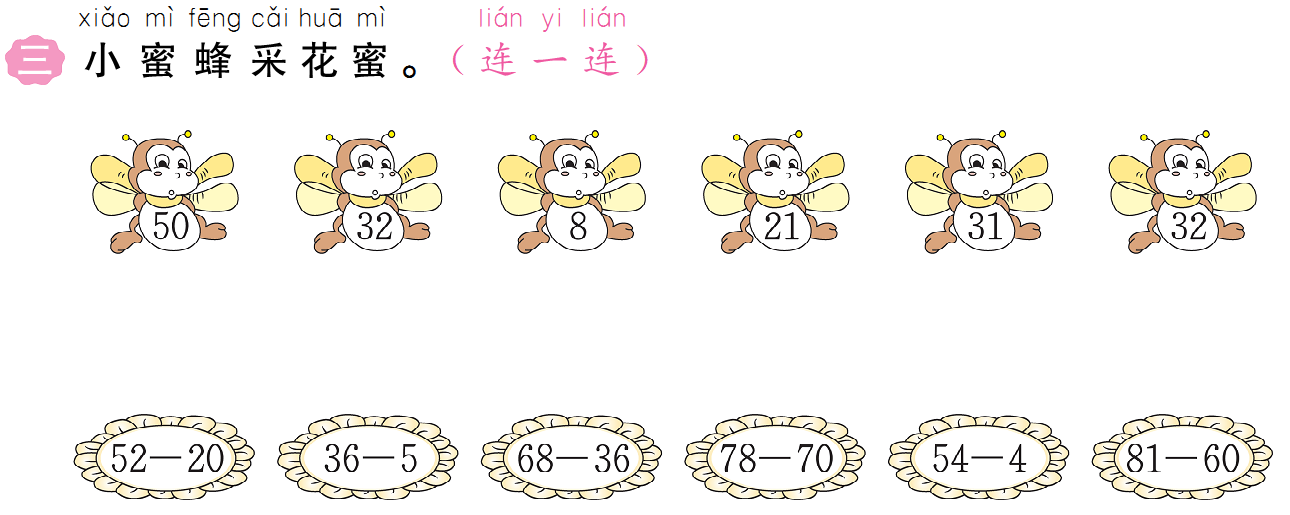 xiǎo mì fēng cǎi huā mì lián yi lián
三 小蜜蜂采花蜜。（连一连）
50 32 8 21 31 32
52－20 36－5 68－36 78－70 54－4 81－60